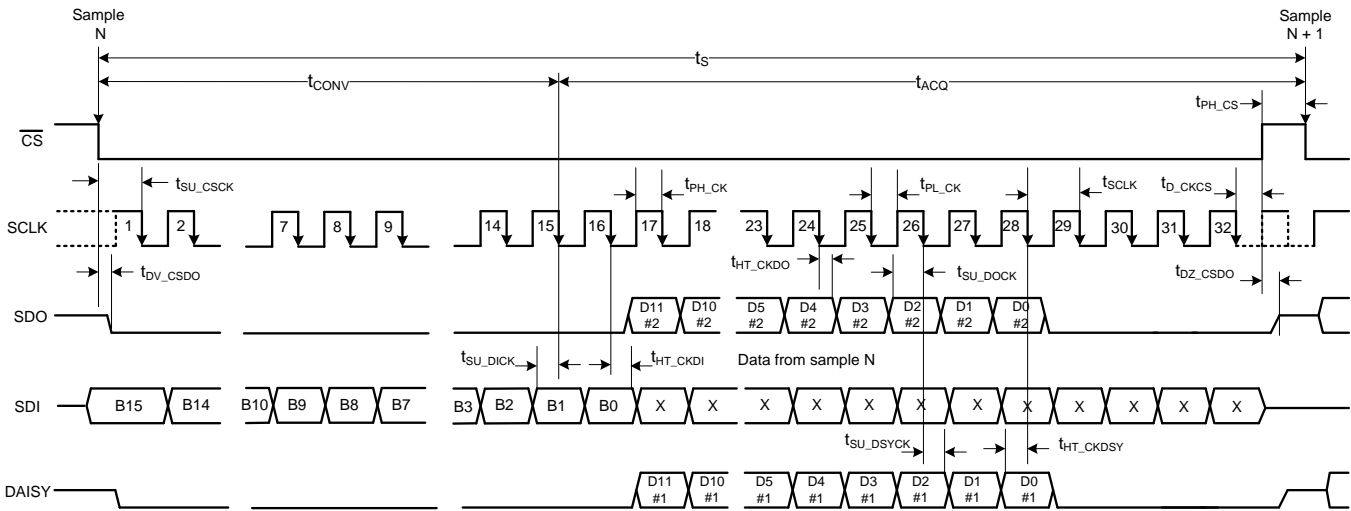 Sample
N
Sample
N + 1
tS
tCONV
tACQ
tPH_CS
CS
tSU_CSCK
tPH_CK
tPL_CK
tSCLK
tD_CKCS
SCLK
1 2 7 8 9 14 15 16 17 18 23 24 25 26 27 28 29 30 31 32
tDV_CSDO
tHT_CKDO
tSU_DOCK
tDZ_CSDO
SDO
D11 D10 D5 D4 D3 D2 D1 D0
#2 #2 #2 #2 #2 #2 #2 #2
tSU_DICK
tHT_CKDI
Data from sample N
SDI
B15 B14 B10 B9 B8 B7 B3 B2 B1 B0 X X X X X X X X X X X X
tSU_DSYCK
tHT_CKDSY
DAISY
D11 D10 D5 D4 D3 D2 D1 D0
#1 #1 #1 #1 #1 #1 #1 #1